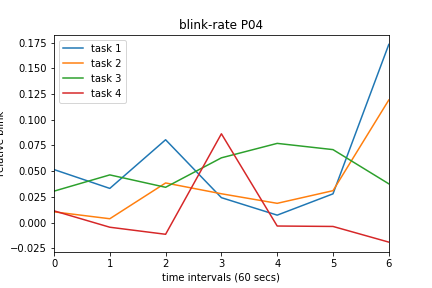 blink-rate P04
task 1
task 2
task 3
task 4
0.175
0.150
0.125
0.100
0.075
0.050
0.025
0.000
−0.025
0 1 2 3 4 5 6
time intervals (60 secs)